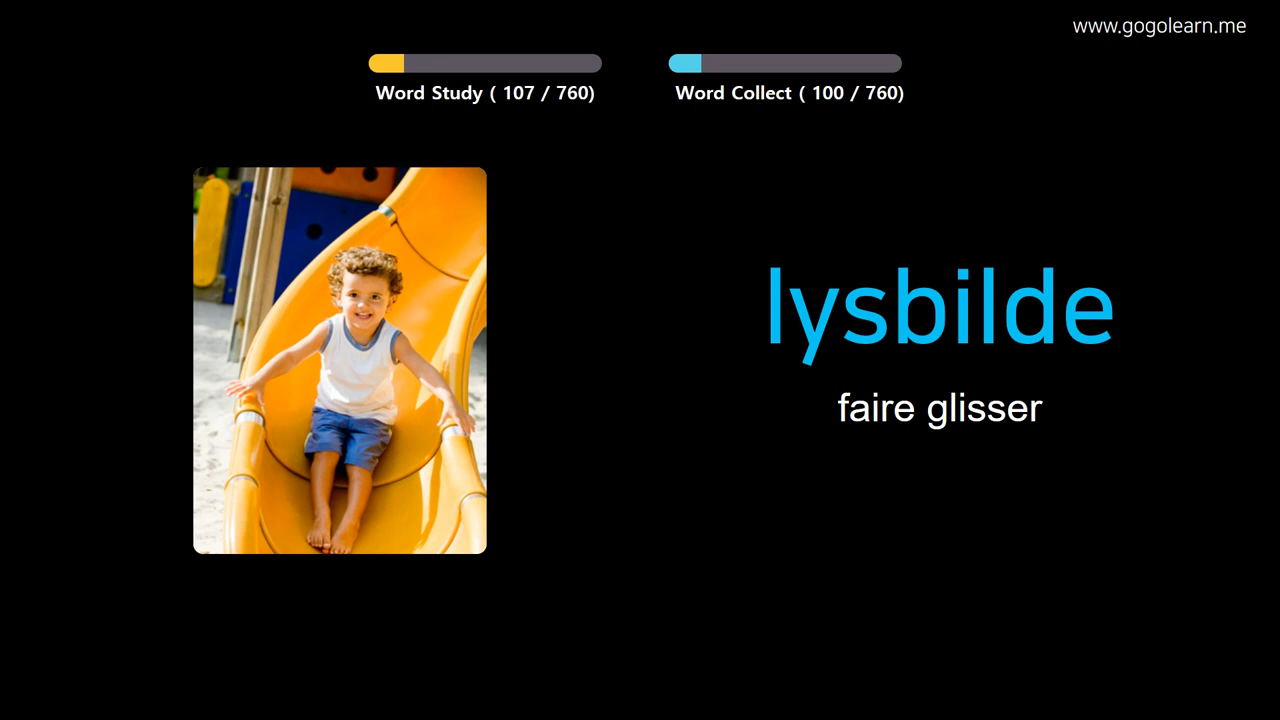 www.gogolearn.me
Word Study ( 107 / 760)
Word Collect ( 100 / 760)
lysbilde
faire glisser